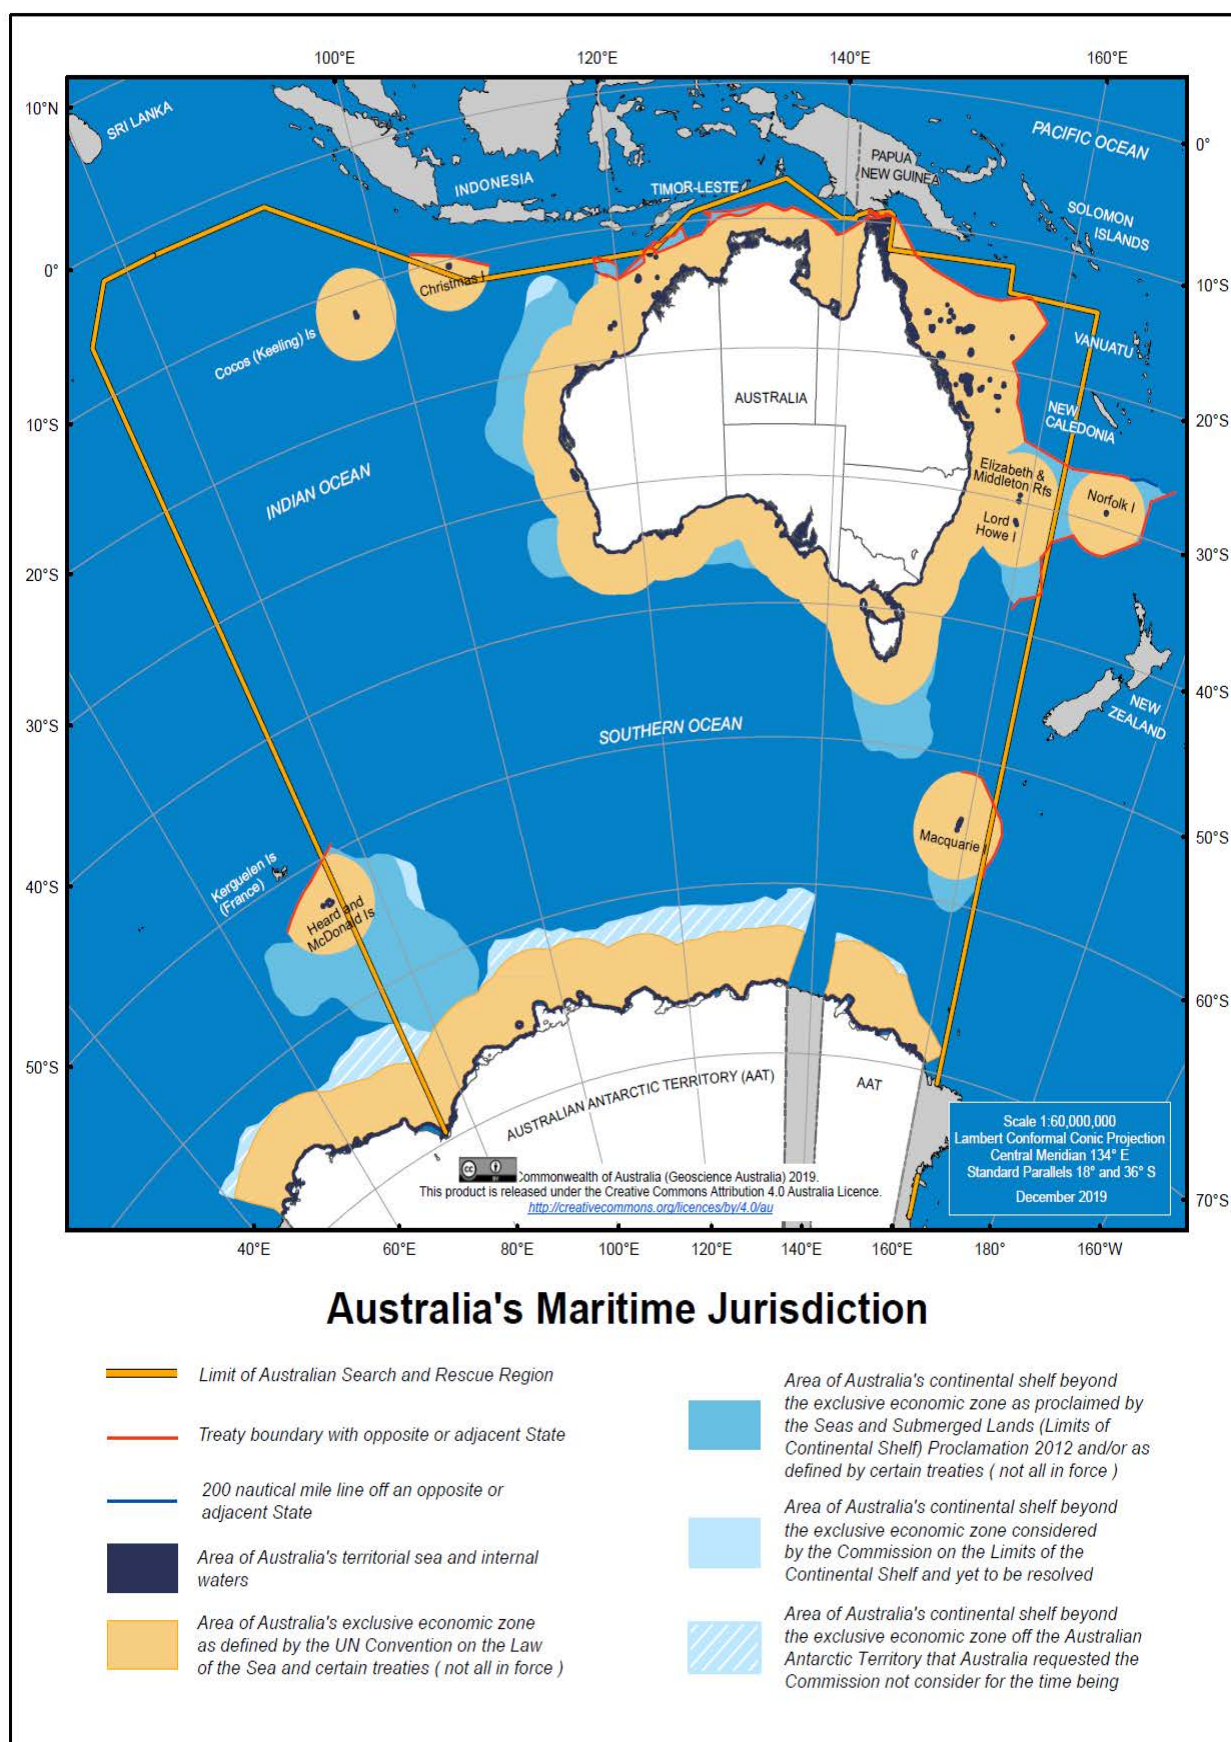 100°E
120°E
140°E
160°E
10°N
SRI LANKA
PACIFIC OCEAN
0°
PAPUA
NEW GUINEA
INDONESIA
TIMOR-LESTE
SOLOMON
ISLANDS
0°
Christmas I
10°S
Cocos (Keeling) Is
VANUATU
AUSTRALIA
NEW
CALEDONIA
10°S
20°S
INDIAN OCEAN
Elizabeth &
Middleton Rfs
Norfolk I
Lord
Howe I
30°S
20°S
40°S
NEW
ZEALAND
30°S
SOUTHERN OCEAN
50°S
Macquarie I
Kerguelen Is
(France)
40°S
Heard and
McDonald Is
60°S
50°S
AUSTRALIAN ANTARCTIC TERRITORY (AAT)
AAT
Scale 1:60,000,000
Lambert Conformal Conic Projection
Central Meridian 134° E
Standard Parallels 18° and 36° S
December 2019
cc
BY
Commonwealth of Australia (Geoscience Australia) 2019.
This product is released under the Creative Commons Attribution 4.0 Australia Licence.
http://creativecommons.org/licences/by/4.0/au
70°S
40°E
60°E
80°E
100°E
120°E
140°E
160°E
180°
160°W
Australia's Maritime Jurisdiction
Limit of Australian Search and Rescue Region
Treaty boundary with opposite or adjacent State
200 nautical mile line off an opposite or
adjacent State
Area of Australia's territorial sea and internal
waters
Area of Australia's exclusive economic zone
as defined by the UN Convention on the Law
of the Sea and certain treaties ( not all in force )
Area of Australia's continental shelf beyond
the exclusive economic zone as proclaimed by
the Seas and Submerged Lands (Limits of
Continental Shelf) Proclamation 2012 and/or as
defined by certain treaties ( not all in force )
Area of Australia's continental shelf beyond
the exclusive economic zone considered
by the Commission on the Limits of the
Continental Shelf and yet to be resolved
Area of Australia's continental shelf beyond
the exclusive economic zone off the Australian
Antarctic Territory that Australia requested the
Commission not consider for the time being